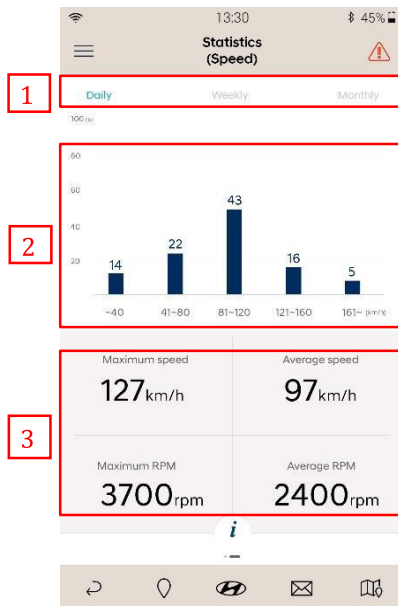 13:30
45%
Statistics
(Speed)
1
Daily Weekly Monthly
100 (%)
80
60
43
40
2
22
20
14
16
5
~40 41~80 81~120 121~160 161~ (km/h)
Maximum speed Average speed
127km/h 97km/h
3
Maximum RPM Average RPM
3700rpm 2400rpm
i